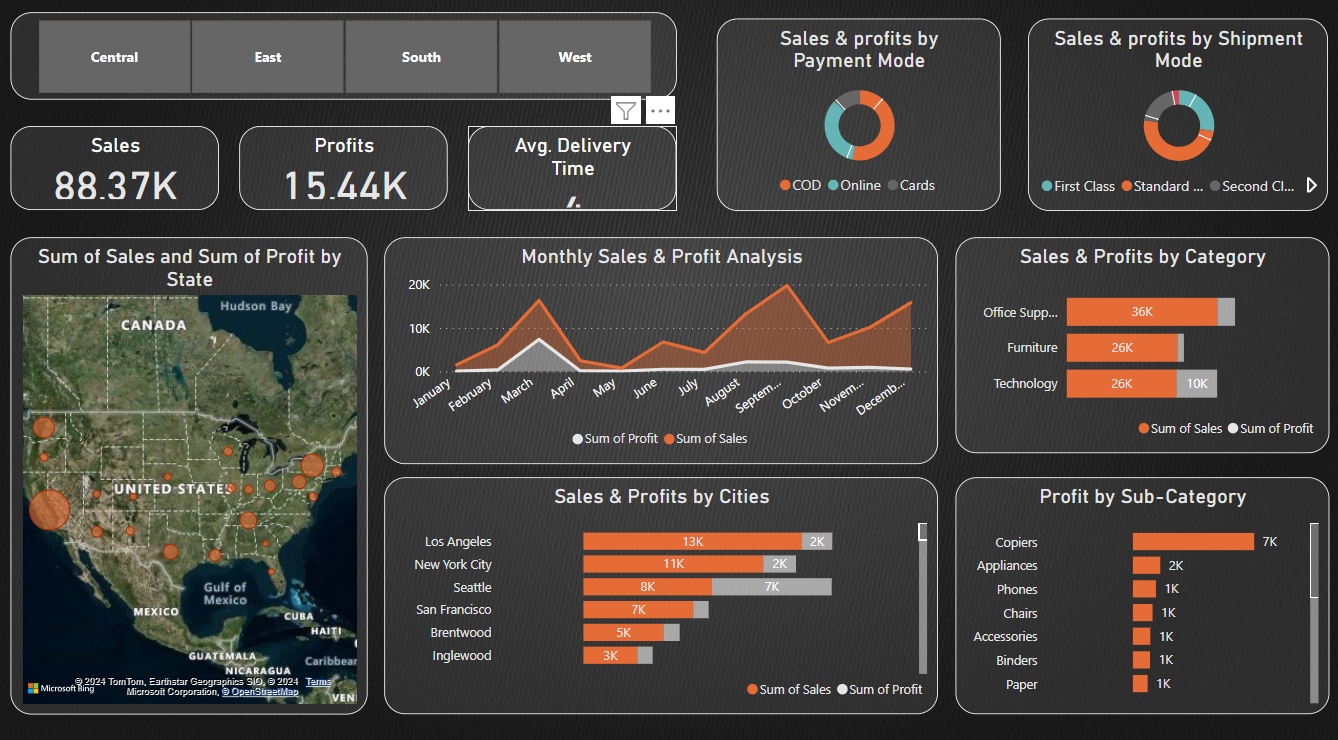 Central
East
South
West
Sales & profits by
Payment Mode
COD
Online
Cards
Sales & profits by Shipment
Mode
First Class
Standard ...
Second Cl...
Sales
88.37K
Profits
15.44K
Avg. Delivery
Time
Sum of Sales and Sum of Profit by
State
Hudson Bay
CANADA
UNITED STATES
Gulf of
Mexico
MEXICO
CUBA
HAITI
GUATEMALA
NICARAGUA
Caribbean
VEN
Microsoft Bing
© 2024 TomTom, Earthstar Geographics SIO, © 2024
Microsoft Corporation, © OpenStreetMap
Terms
Monthly Sales & Profit Analysis
20K
10K
0K
January
February
March
April
May
June
July
August
Septem...
October
Novem...
Decemb...
Sum of Profit
Sum of Sales
Sales & Profits by Category
Office Supp...
36K
Furniture
26K
Technology
26K
10K
Sum of Sales
Sum of Profit
Sales & Profits by Cities
Los Angeles
13K
2K
New York City
11K
2K
Seattle
8K
7K
San Francisco
7K
Brentwood
5K
Inglewood
3K
Sum of Sales
Sum of Profit
Profit by Sub-Category
Copiers
7K
Appliances
2K
Phones
1K
Chairs
1K
Accessories
1K
Binders
1K
Paper
1K